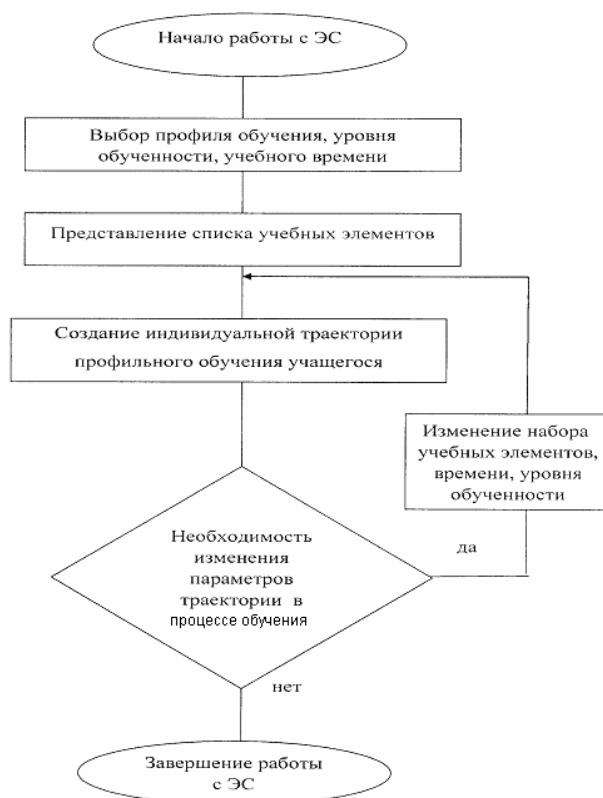 Начало работы с ЭС
Выбор профиля обучения, уровня
обученности, учебного времени
Представление списка учебных элементов
Создание индивидуальной траектории
профильного обучения учащегося
Изменение набора
учебных элементов,
времени, уровня
обученности
Необходимость
изменения
параметров
траектории в
процессе обучения
да
нет
Завершение работы
с ЭС